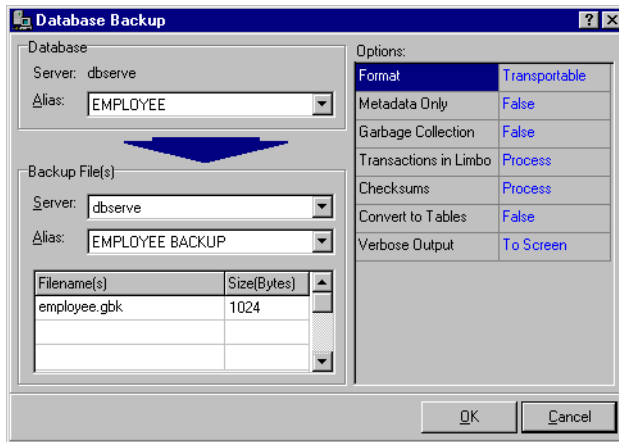 Database Backup
Database
Server: dbserve
Alias: EMPLOYEE
Backup File(s)
Server: dbserve
Alias: EMPLOYEE BACKUP
Filename(s) Size(Bytes)
employee.gbk 1024
Options:
Format Transportable
Metadata Only False
Garbage Collection False
Transactions in Limbo Process
Checksums Process
Convert to Tables False
Verbose Output To Screen
OK Cancel